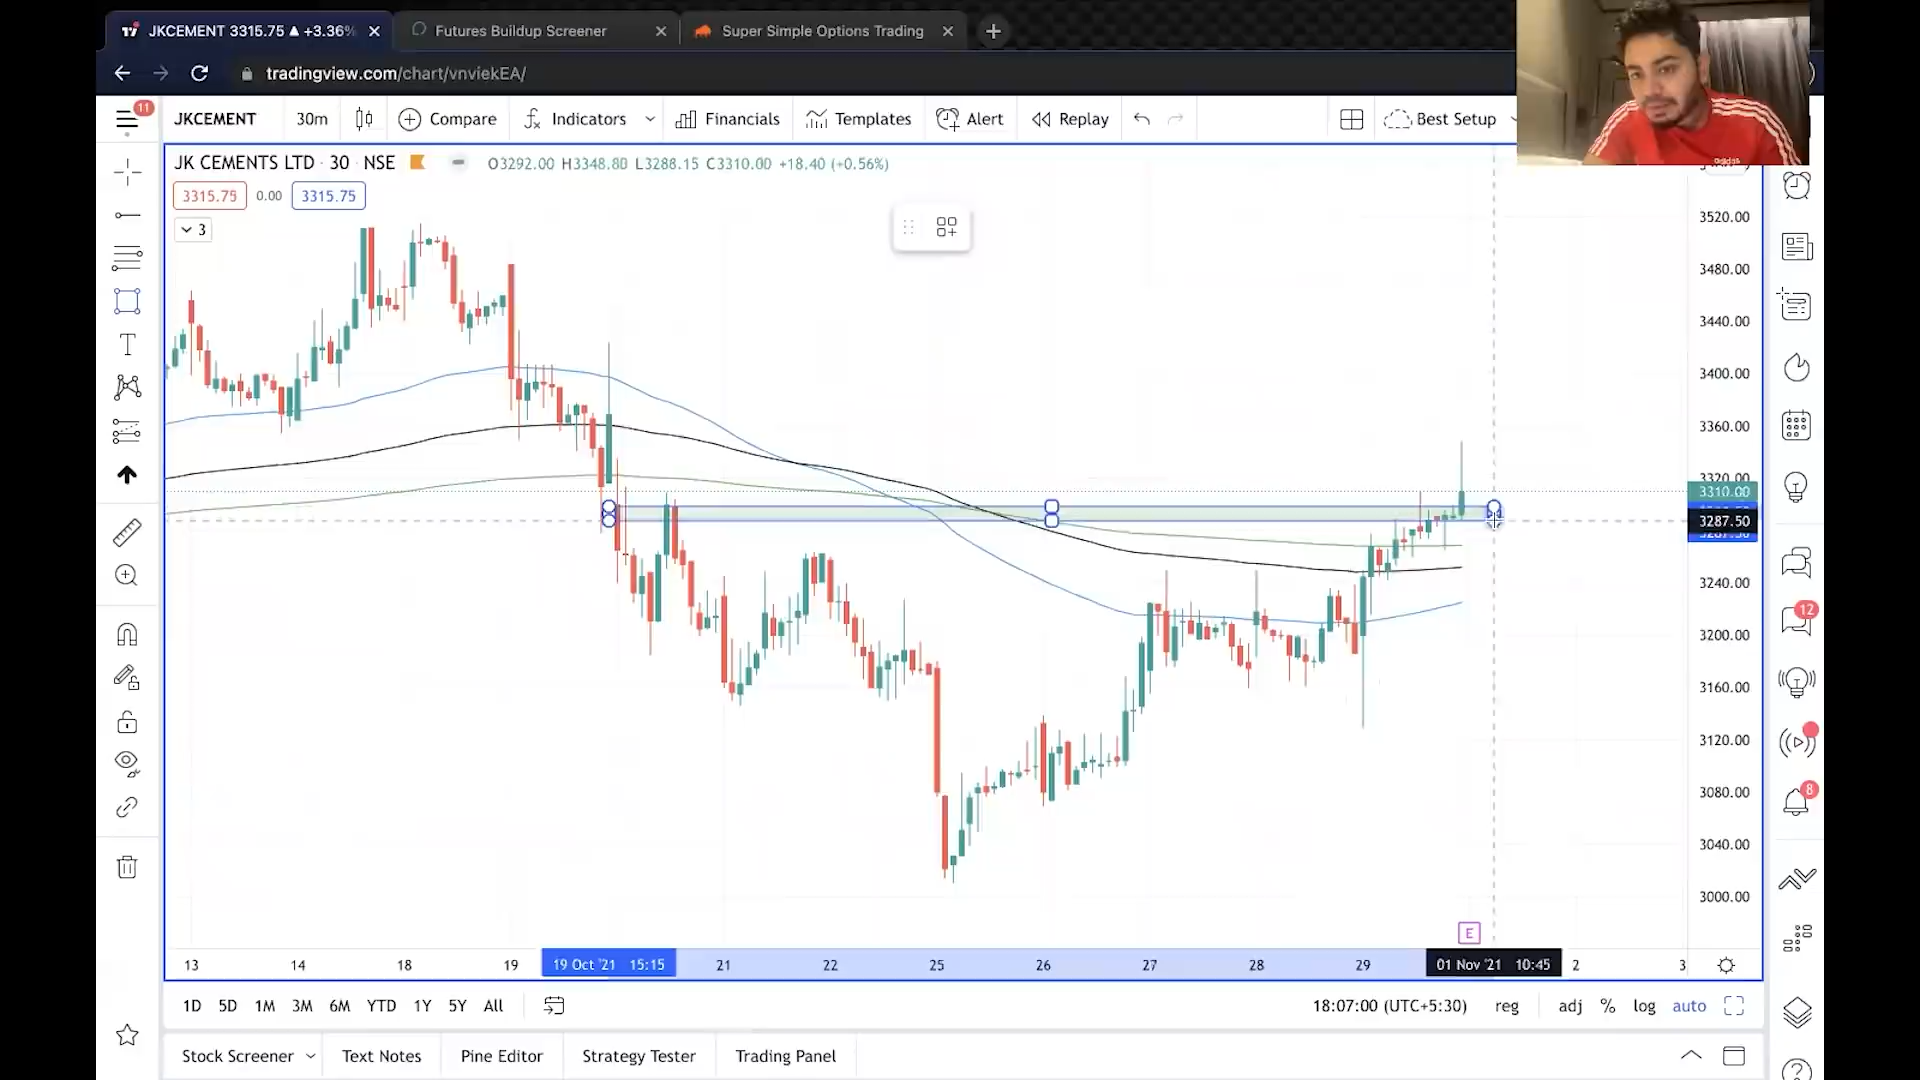 JKCEMENT 3315.75 ▲ +3.36%
Futures Buildup Screener
Super Simple Options Trading
tradingview.com/chart/vnviekEA/
11
JKCEMENT 30m Compare Indicators Financials Templates Alert Replay Best Setup
JK CEMENTS LTD · 30 · NSE O3292.00 H3348.80 L3288.15 C3310.00 +18.40 (+0.56%)
3315.75 0.00 3315.75
3
3520.00
3480.00
3440.00
3400.00
3360.00
3320.00
3310.00
3287.50
3240.00
3200.00
3160.00
3120.00
3080.00
3040.00
3000.00
12
8
E
13 14 18 19 19 Oct '21 15:15 21 22 25 26 27 28 29 01 Nov '21 10:45 2 3
1D 5D 1M 3M 6M YTD 1Y 5Y All 18:07:00 (UTC+5:30) reg adj % log auto
Stock Screener Text Notes Pine Editor Strategy Tester Trading Panel
adidas